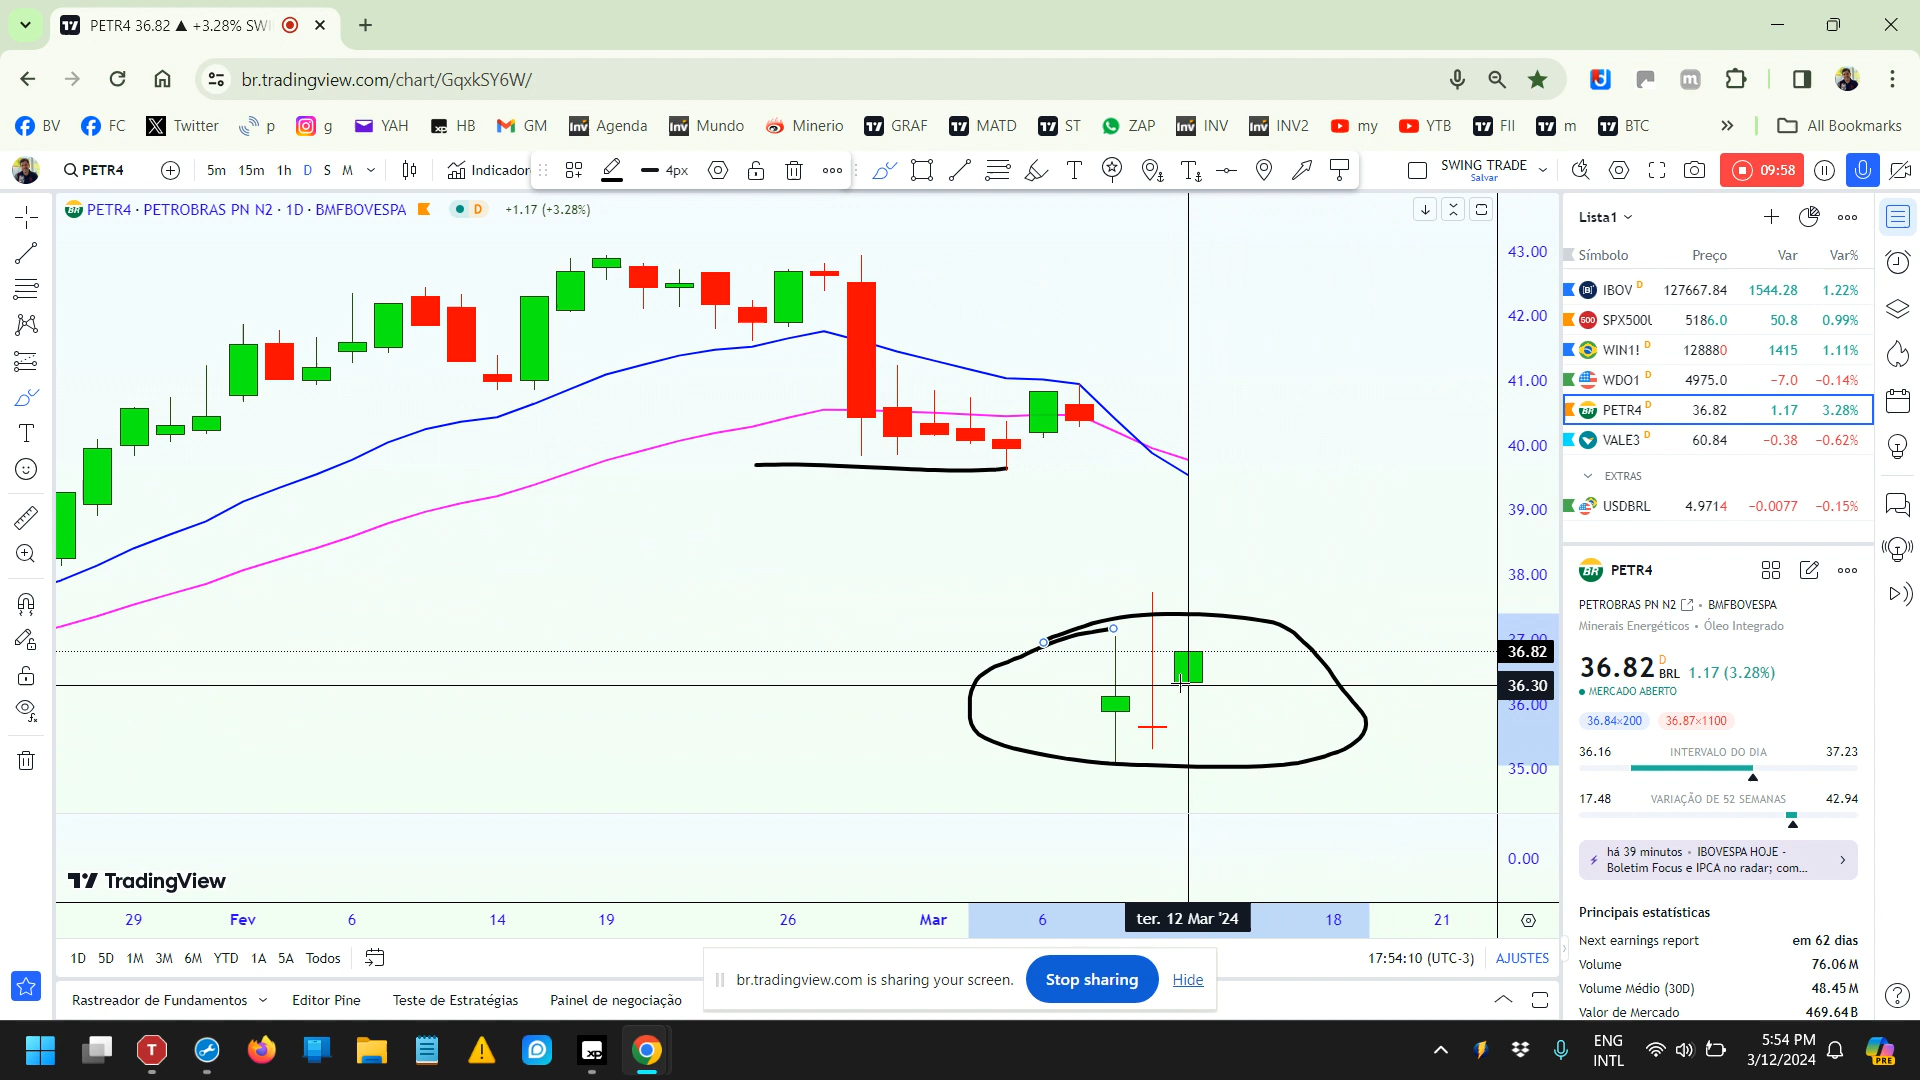 PETR4 36.82 ▲ +3.28% SWI
br.tradingview.com/chart/GqxkSY6W/
BV FC Twitter p g YAH HB GM Agenda Mundo Minerio GRAF MATD ST ZAP INV INV2 my YTB FII m BTC » All Bookmarks
PETR4 5m 15m 1h D S M Indicador 4px SWING TRADE 09:58
Salvar
PETR4 · PETROBRAS PN N2 · 1D · BMFBOVESPA D +1.17 (+3.28%)
43.00
42.00
41.00
40.00
39.00
38.00
37.00
36.82
36.30
36.00
35.00
0.00
TradingView
29 Fev 6 14 19 26 Mar 6 ter. 12 Mar '24 18 21
1D 5D 1M 3M 6M YTD 1A 5A Todos
17:54:10 (UTC-3) AJUSTES
br.tradingview.com is sharing your screen. Stop sharing Hide
Rastreador de Fundamentos Editor Pine Teste de Estratégias Painel de negociação
Lista1
Símbolo Preço Var Var%
IBOV D 127667.84 1544.28 1.22%
500 SPX500U 5186.0 50.8 0.99%
WIN1! D 128880 1415 1.11%
WDO1 D 4975.0 −7.0 −0.14%
PETR4 D 36.82 1.17 3.28%
VALE3 D 60.84 −0.38 −0.62%
EXTRAS
USDBRL 4.9714 −0.0077 −0.15%
BR PETR4
PETROBRAS PN N2 • BMFBOVESPA
Minerais Energéticos • Óleo Integrado
36.82 D BRL 1.17 (3.28%)
MERCADO ABERTO
36.84×200 36.87×1100
36.16 INTERVALO DO DIA 37.23
17.48 VARIAÇÃO DE 52 SEMANAS 42.94
há 39 minutos • IBOVESPA HOJE -
Boletim Focus e IPCA no radar; com...
Principais estatísticas
Next earnings report em 62 dias
Volume 76.06M
Volume Médio (30D) 48.45M
Valor de Mercado 469.64B
ENG
INTL
5:54 PM
3/12/2024
PRE